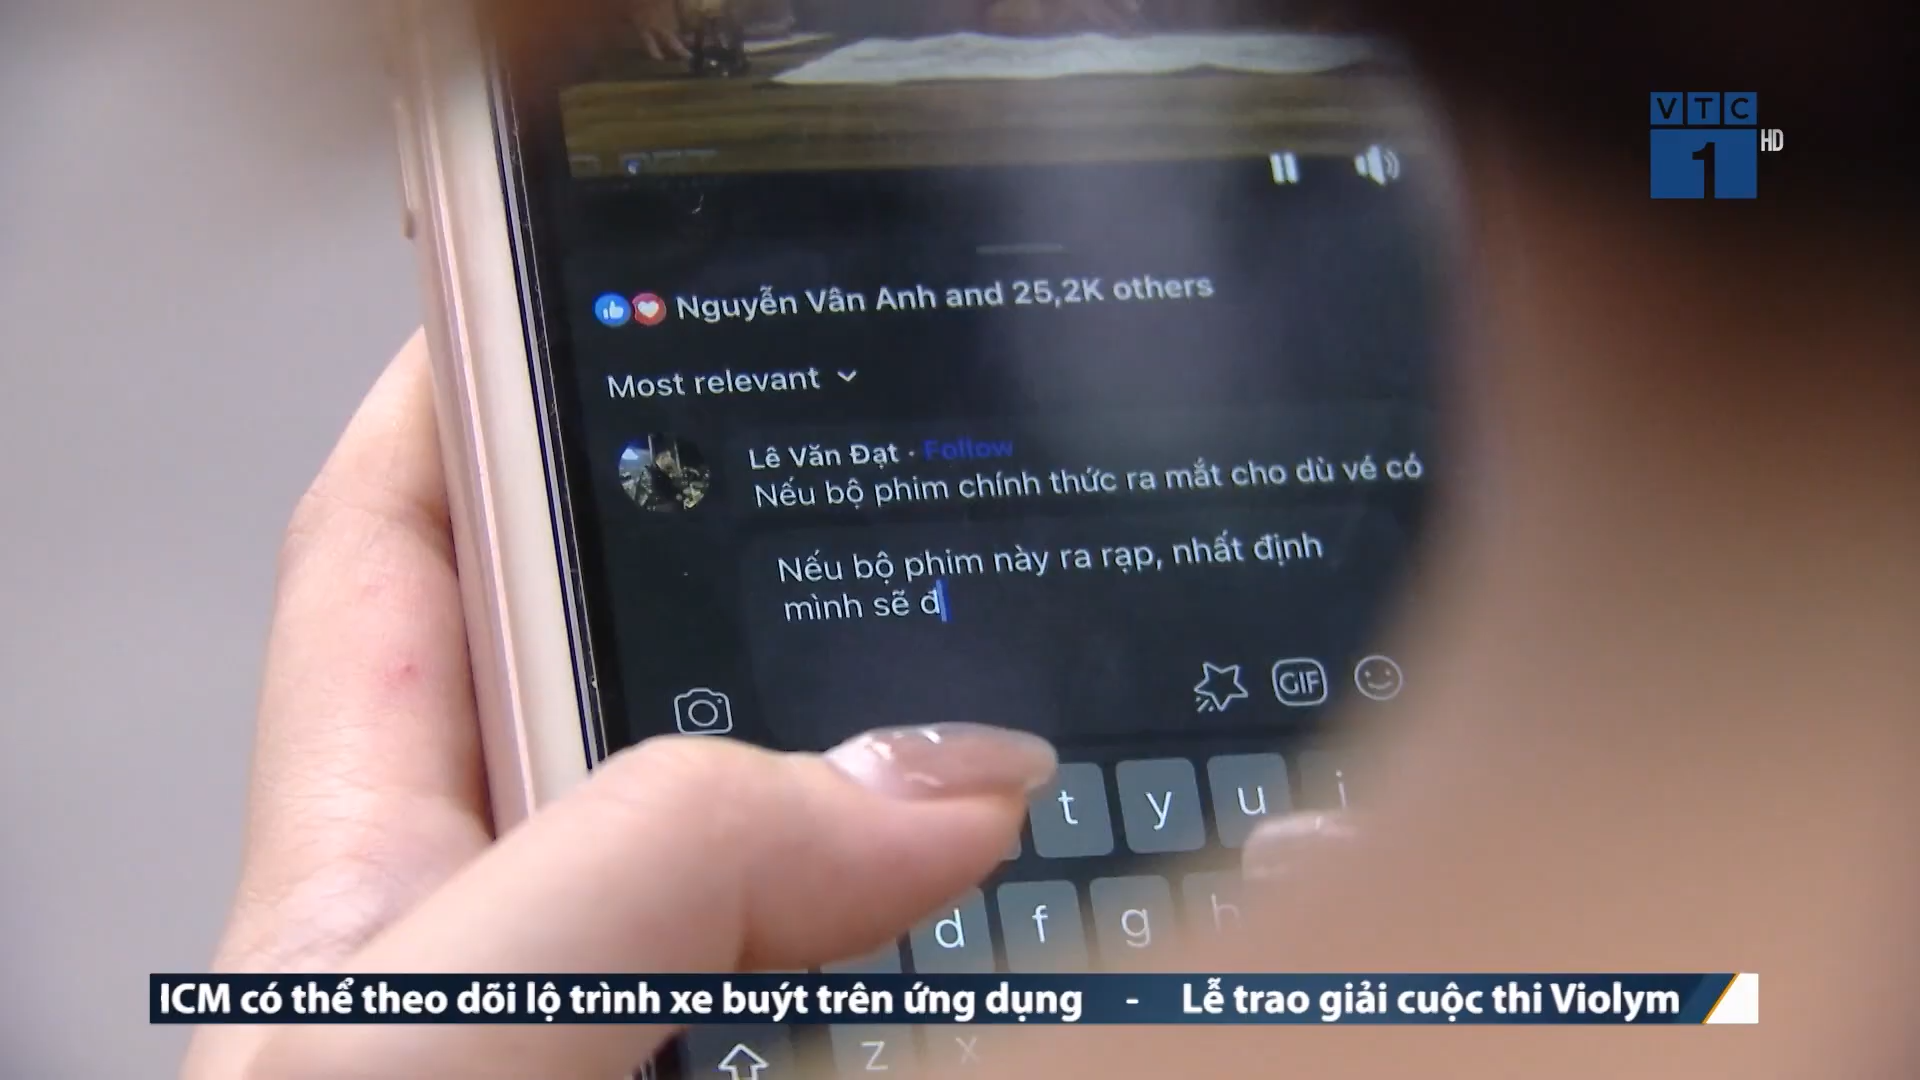 VTC
1 HD
Nguyễn Vân Anh and 25,2K others
Most relevant
Lê Văn Đạt · Follow
Nếu bộ phim chính thức ra mắt cho dù vé có
Nếu bộ phim này ra rạp, nhất định
mình sẽ đ
GIF
t y u i
d f g h
HCM có thể theo dõi lộ trình xe buýt trên ứng dụng - Lễ trao giải cuộc thi Violym
z x